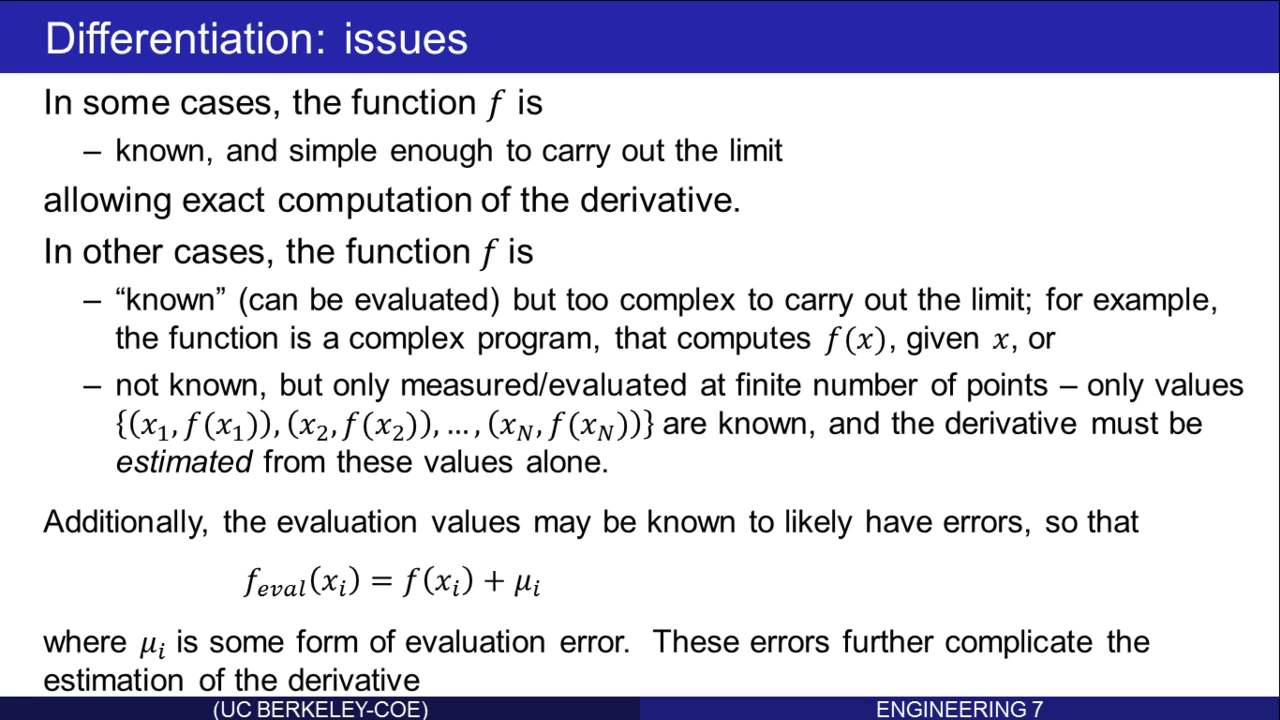 Differentiation: issues
In some cases, the function f is
– known, and simple enough to carry out the limit
allowing exact computation of the derivative.
In other cases, the function f is
– “known” (can be evaluated) but too complex to carry out the limit; for example,
the function is a complex program, that computes f(x), given x, or
– not known, but only measured/evaluated at finite number of points – only values
{(x₁, f(x₁)), (x₂, f(x₂)), ... , (x_N, f(x_N))} are known, and the derivative must be
estimated from these values alone.
Additionally, the evaluation values may be known to likely have errors, so that
f_eval(xᵢ) = f(xᵢ) + μᵢ
where μᵢ is some form of evaluation error. These errors further complicate the
estimation of the derivative
(UC BERKELEY-COE) ENGINEERING 7